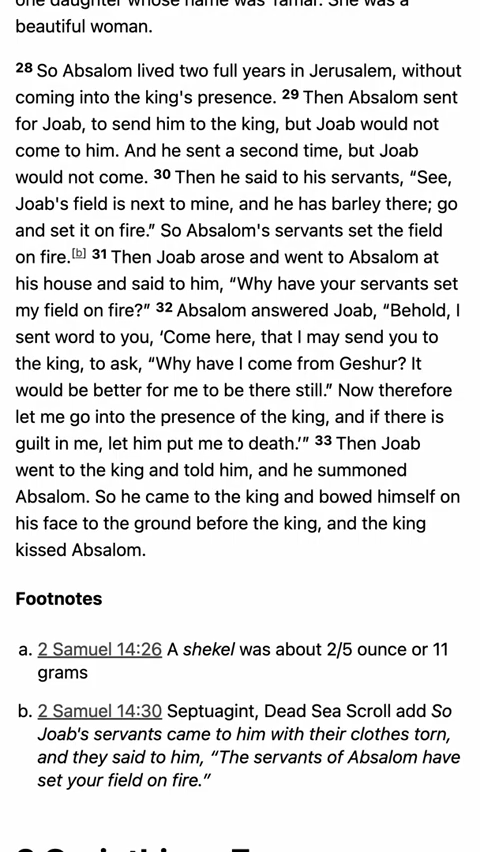 one daughter whose name was Tamar. She was a
beautiful woman.
28 So Absalom lived two full years in Jerusalem, without
coming into the king's presence. 29 Then Absalom sent
for Joab, to send him to the king, but Joab would not
come to him. And he sent a second time, but Joab
would not come. 30 Then he said to his servants, “See,
Joab's field is next to mine, and he has barley there; go
and set it on fire.” So Absalom's servants set the field
on fire.[b] 31 Then Joab arose and went to Absalom at
his house and said to him, “Why have your servants set
my field on fire?” 32 Absalom answered Joab, “Behold, I
sent word to you, ‘Come here, that I may send you to
the king, to ask, “Why have I come from Geshur? It
would be better for me to be there still.” Now therefore
let me go into the presence of the king, and if there is
guilt in me, let him put me to death.’” 33 Then Joab
went to the king and told him, and he summoned
Absalom. So he came to the king and bowed himself on
his face to the ground before the king, and the king
kissed Absalom.
Footnotes
a. 2 Samuel 14:26 A shekel was about 2/5 ounce or 11
grams
b. 2 Samuel 14:30 Septuagint, Dead Sea Scroll add So
Joab's servants came to him with their clothes torn,
and they said to him, “The servants of Absalom have
set your field on fire.”